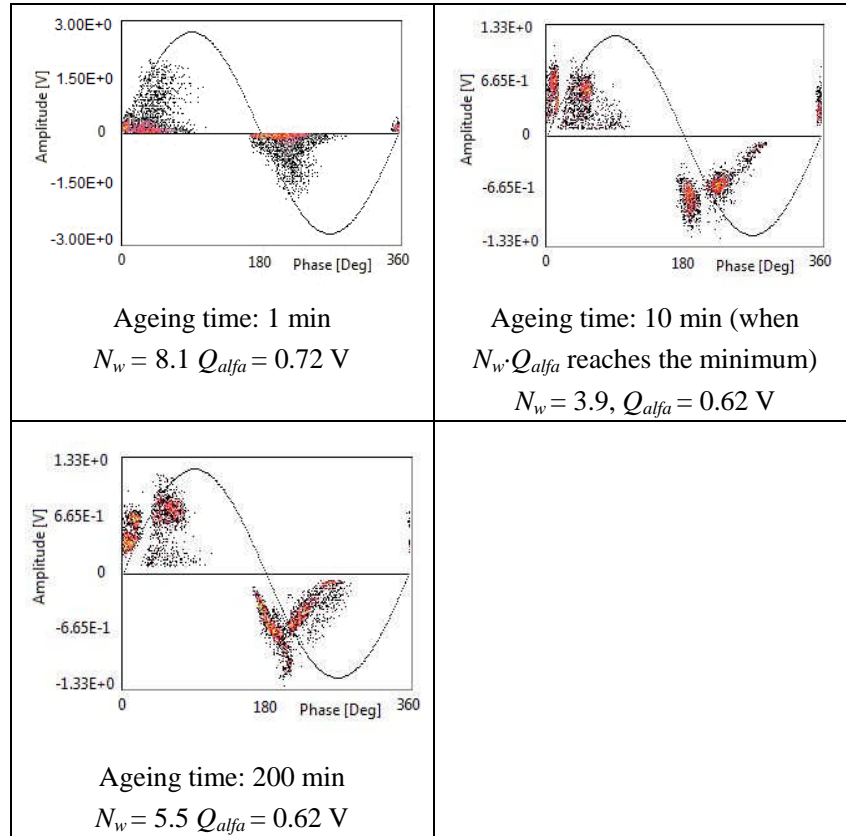 3.00E+0
1.50E+0
0
-1.50E+0
-3.00E+0
Amplitude [V]
0 180 360
Phase [Deg]
Ageing time: 1 min
N_w = 8.1 Q_alfa = 0.72 V
1.33E+0
6.65E-1
0
-6.65E-1
-1.33E+0
Amplitude [V]
0 180 360
Phase [Deg]
Ageing time: 10 min (when
N_w·Q_alfa reaches the minimum)
N_w = 3.9, Q_alfa = 0.62 V
1.33E+0
6.65E-1
0
-6.65E-1
-1.33E+0
Amplitude [V]
0 180 360
Phase [Deg]
Ageing time: 200 min
N_w = 5.5 Q_alfa = 0.62 V